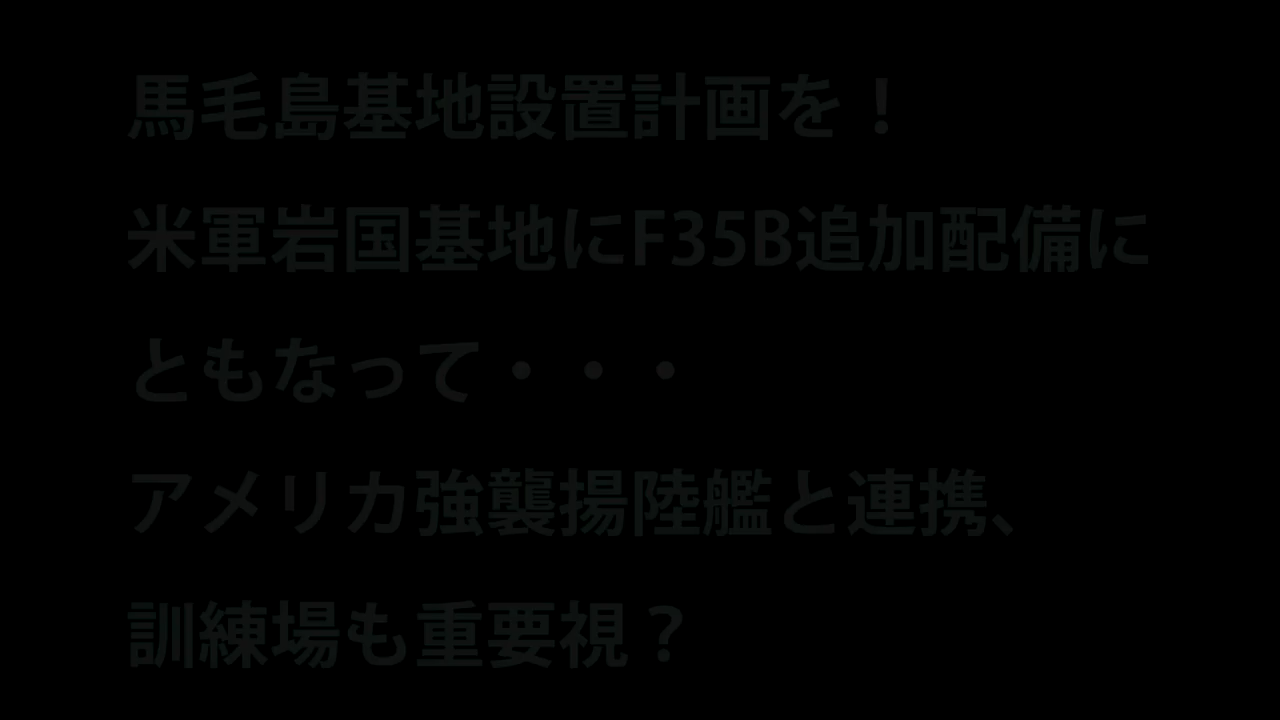 馬毛島基地設置計画を！
米軍岩国基地にF35B追加配備に
ともなって・・・
アメリカ強襲揚陸艦と連携、
訓練場も重要視？